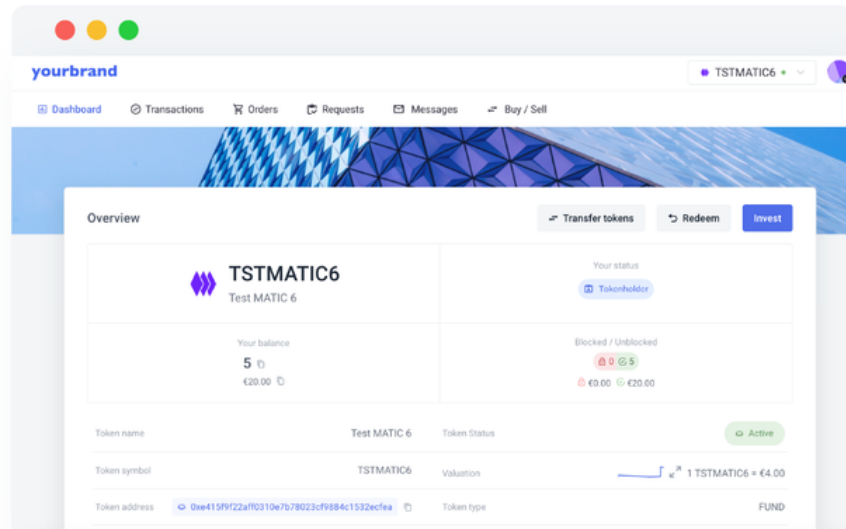 yourbrand
TSTMATIC6
Dashboard Transactions Orders Requests Messages Buy / Sell
Overview Transfer tokens Redeem Invest
TSTMATIC6
Test MATIC 6
Your status
Tokenholder
Your balance
5
€20.00
Blocked / Unblocked
0 5
€0.00 €20.00
Token name Test MATIC 6 Token Status Active
Token symbol TSTMATIC6 Valuation 1 TSTMATIC6 = €4.00
Token address 0xe415f9f22aff0310e7b78023cf9884c1532ecfea Token type FUND